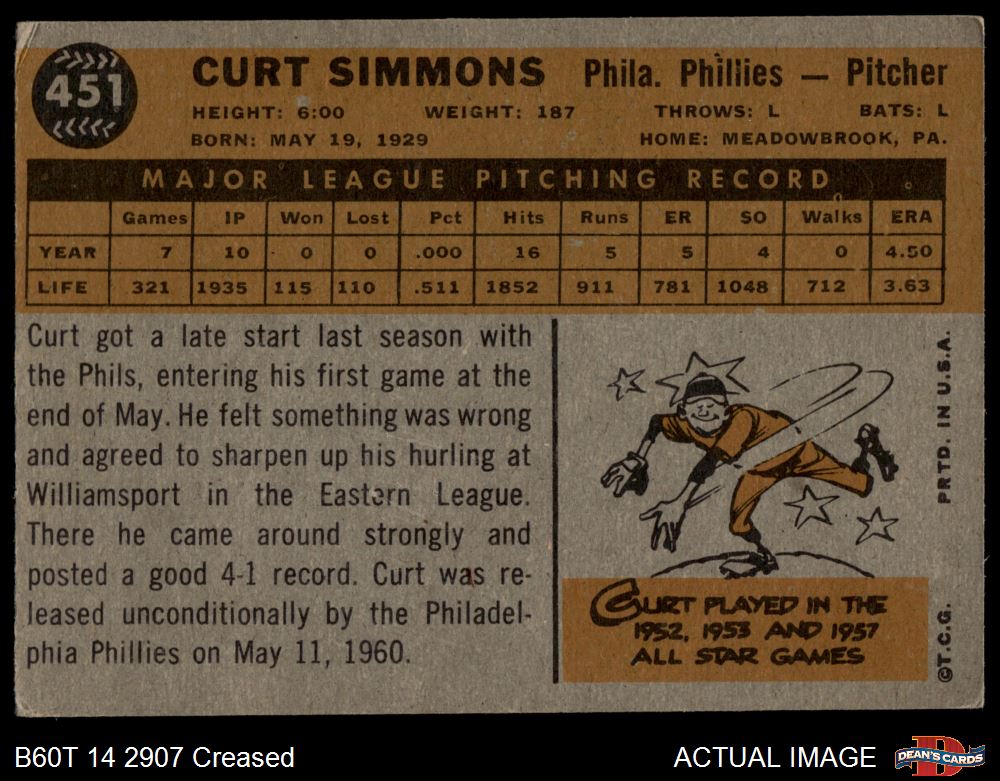 451
CURT SIMMONS Phila. Phillies — Pitcher
HEIGHT: 6:00 WEIGHT: 187 THROWS: L BATS: L
BORN: MAY 19, 1929 HOME: MEADOWBROOK, PA.
MAJOR LEAGUE PITCHING RECORD
Games IP Won Lost Pct Hits Runs ER SO Walks ERA
YEAR 7 10 0 0 .000 16 5 5 4 0 4.50
LIFE 321 1935 115 110 .511 1852 911 781 1048 712 3.63
Curt got a late start last season with
the Phils, entering his first game at the
end of May. He felt something was wrong
and agreed to sharpen up his hurling at
Williamsport in the Eastern League.
There he came around strongly and
posted a good 4-1 record. Curt was re-
leased unconditionally by the Philadel-
phia Phillies on May 11, 1960.
CURT PLAYED IN THE
1952, 1953 AND 1957
ALL STAR GAMES
©T.C.G. PRTD. IN U.S.A.
B60T 14 2907 Creased ACTUAL IMAGE
D
DEAN'S CARDS